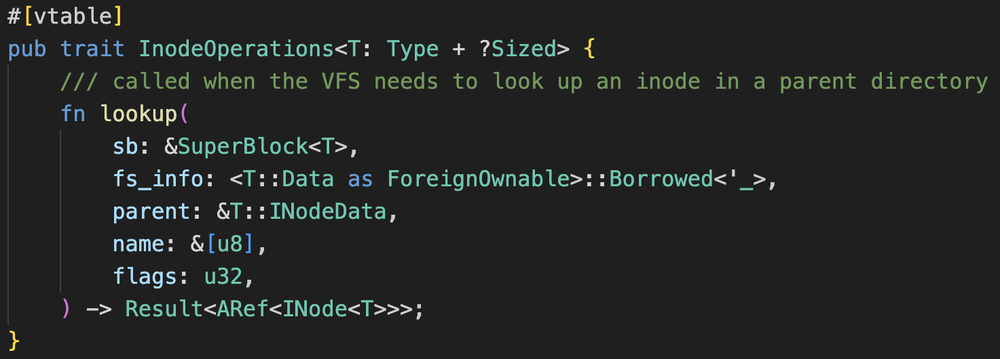 #[vtable]
pub trait InodeOperations<T: Type + ?Sized> {
    /// called when the VFS needs to look up an inode in a parent directory
    fn lookup(
        sb: &SuperBlock<T>,
        fs_info: <T::Data as ForeignOwnable>::Borrowed<'_>,
        parent: &T::INodeData,
        name: &[u8],
        flags: u32,
    ) -> Result<ARef<INode<T>>>;
}